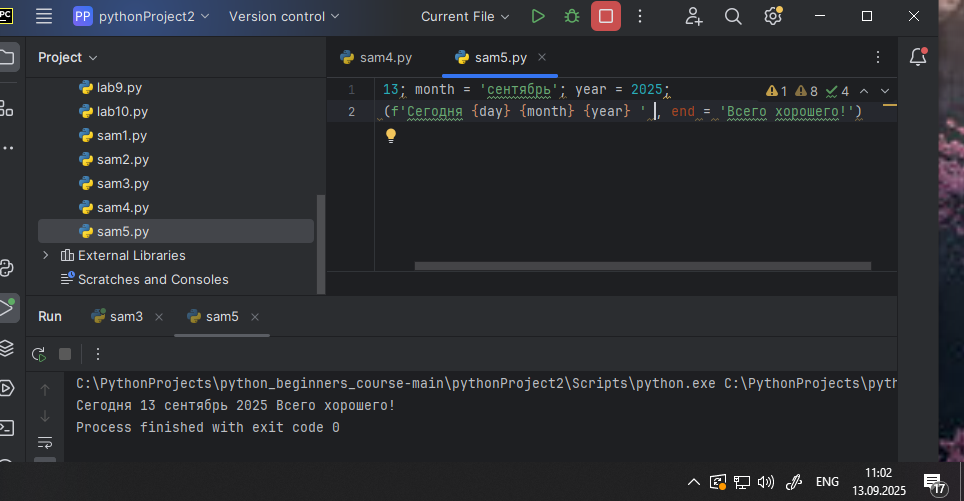 PC
PP pythonProject2 Version control Current File
Project
sam4.py sam5.py
lab9.py
lab10.py
sam1.py
sam2.py
sam3.py
sam4.py
sam5.py
External Libraries
Scratches and Consoles
1 13; month = 'сентябрь'; year = 2025; 1 8 4
2 (f'Сегодня {day} {month} {year} ' , end = 'Всего хорошего!')
Run sam3 sam5
C:\PythonProjects\python_beginners_course-main\pythonProject2\Scripts\python.exe C:\PythonProjects\pyth
Сегодня 13 сентябрь 2025 Всего хорошего!
Process finished with exit code 0
ENG
11:02
13.09.2025
17